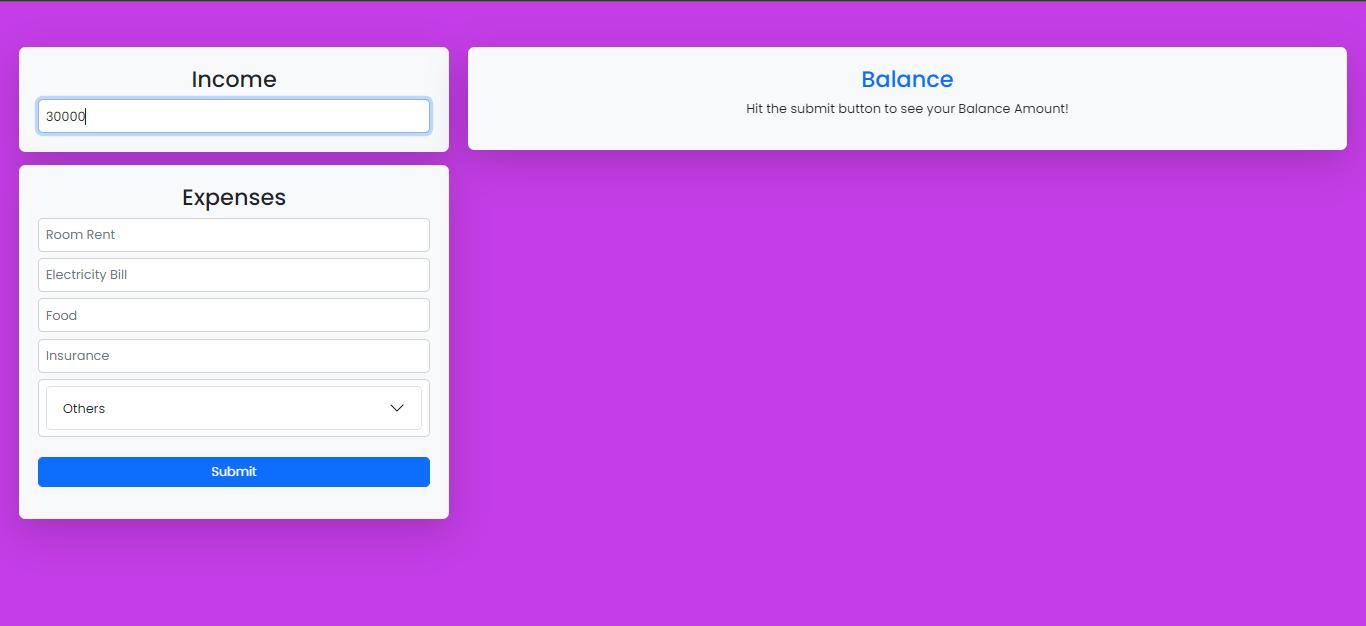 Income
30000
Balance
Hit the submit button to see your Balance Amount!
Expenses
Room Rent
Electricity Bill
Food
Insurance
Others
Submit